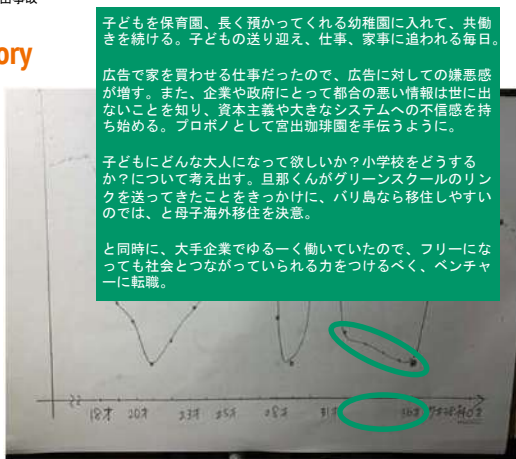 ory
子どもを保育園、長く預かってくれる幼稚園に入れて、共働
きを続ける。子どもの送り迎え、仕事、家事に追われる毎日。
広告で家を買わせる仕事だったので、広告に対しての嫌悪感
が増す。また、企業や政府にとって都合の悪い情報は世に出
ないことを知り、資本主義や大きなシステムへの不信感を持
ち始める。プロボノとして宮出珈琲園を手伝うように。
子どもにどんな大人になって欲しいか？小学校をどうする
か？について考え出す。旦那くんがグリーンスクールのリン
クを送ってきたことをきっかけに、バリ島なら移住しやすい
のでは、と母子海外移住を決意。
と同時に、大手企業でゆるーく働いていたので、フリーにな
っても社会とつながっていられる力をつけるべく、ベンチャ
ーに転職。
18才 20才 23才 25才 28才 31才 36才 40才